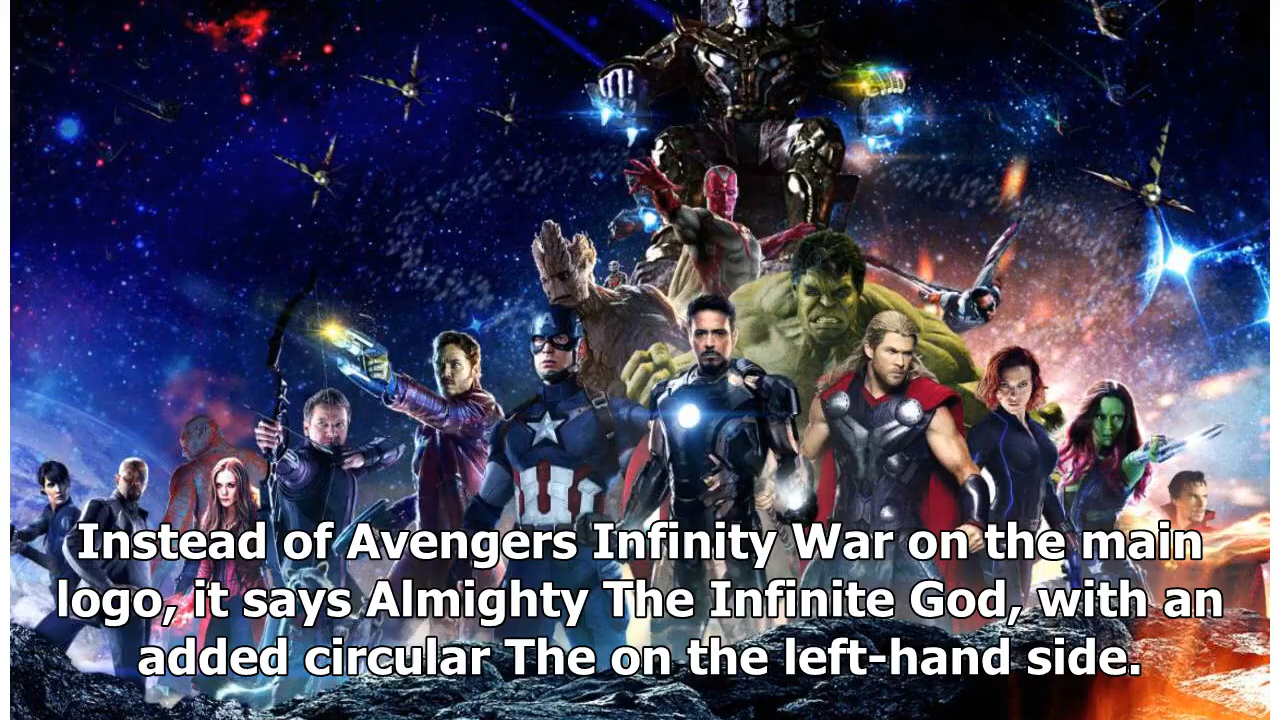 Instead of Avengers Infinity War on the main
logo, it says Almighty The Infinite God, with an
added circular The on the left-hand side.